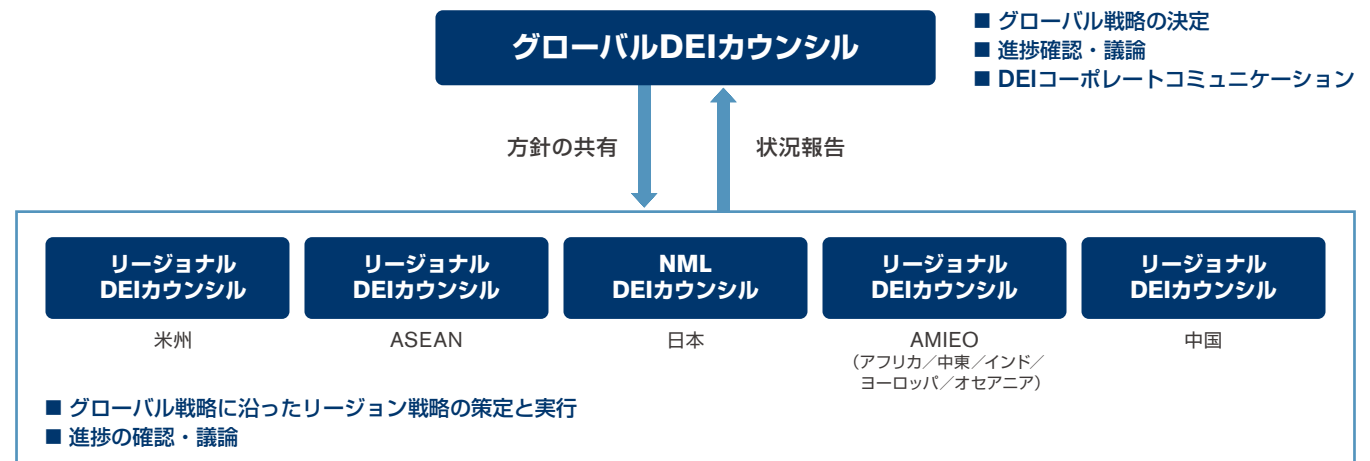 グローバルDEIカウンシル
■ グローバル戦略の決定
■ 進捗確認・議論
■ DEIコーポレートコミュニケーション
方針の共有
状況報告
リージョナル
DEIカウンシル
米州
リージョナル
DEIカウンシル
ASEAN
NML
DEIカウンシル
日本
リージョナル
DEIカウンシル
AMIEO
(アフリカ/中東/インド/
ヨーロッパ/オセアニア)
リージョナル
DEIカウンシル
中国
■ グローバル戦略に沿ったリージョン戦略の策定と実行
■ 進捗の確認・議論